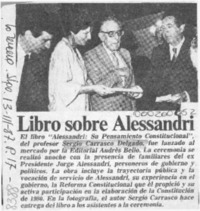 Libro sobre Alessandri
El libro "Alessandri: Su Pensamiento Constitucional",
del profesor Sergio Carrasco Delgado, fue lanzado al
mercado por la Editorial Andrés Bello. La ceremonia se
realizó anoche con la presencia de familiares del ex
Presidente Jorge Alessandri, personeros de gobierno y
políticos. La obra incluye la trayectoria pública y la
vocación de servicio de Alessandri, su experiencia en el
gobierno, la Reforma Constitucional que él propició y su
activa participación en la elaboración de la Constitución
de 1980. En la fotografía, el autor Sergio Carrasco hace
entrega del libro a los asistentes a la ceremonia.